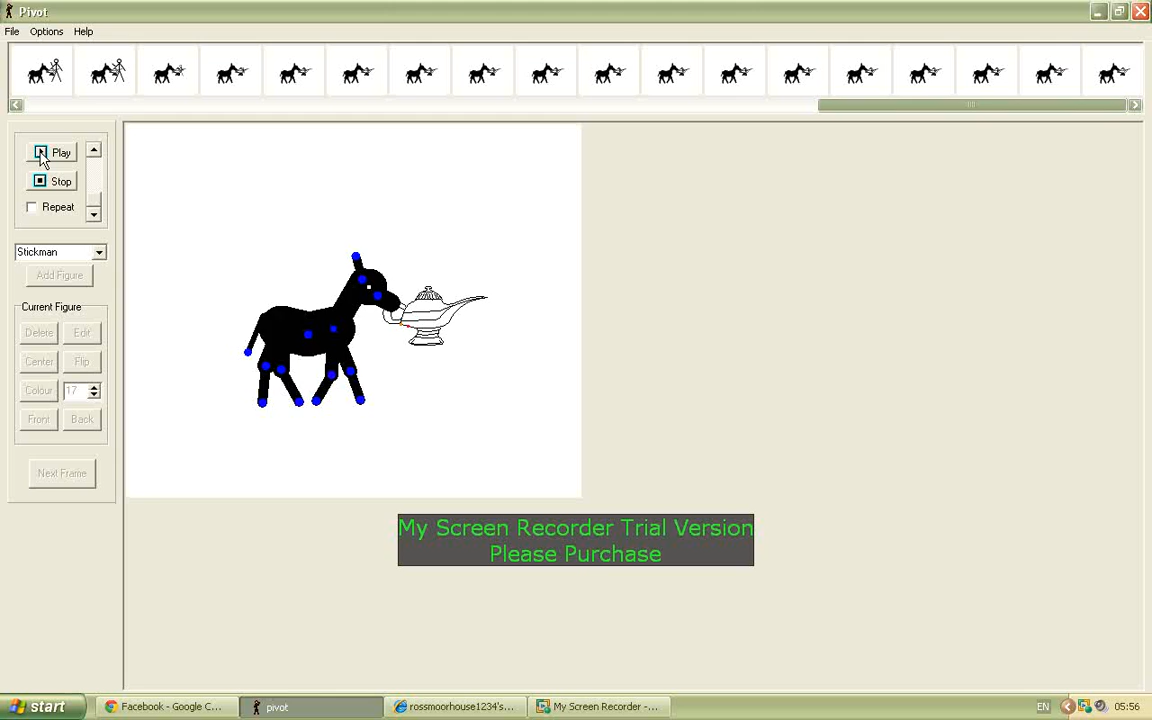 Pivot
File Options Help
Play
Stop
Repeat
Stickman
Add Figure
Current Figure
Delete Edit
Center Flip
Colour 17
Front Back
Next Frame
My Screen Recorder Trial Version
Please Purchase
start Facebook - Google C... pivot rossmoorhouse1234's... My Screen Recorder -... EN 05:56